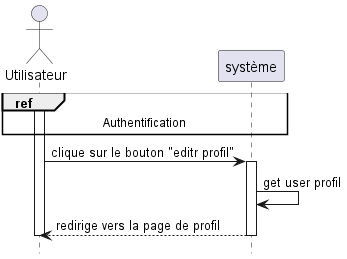 Utilisateur
système
ref
Authentification
clique sur le bouton "editr profil"
get user profil
redirige vers la page de profil